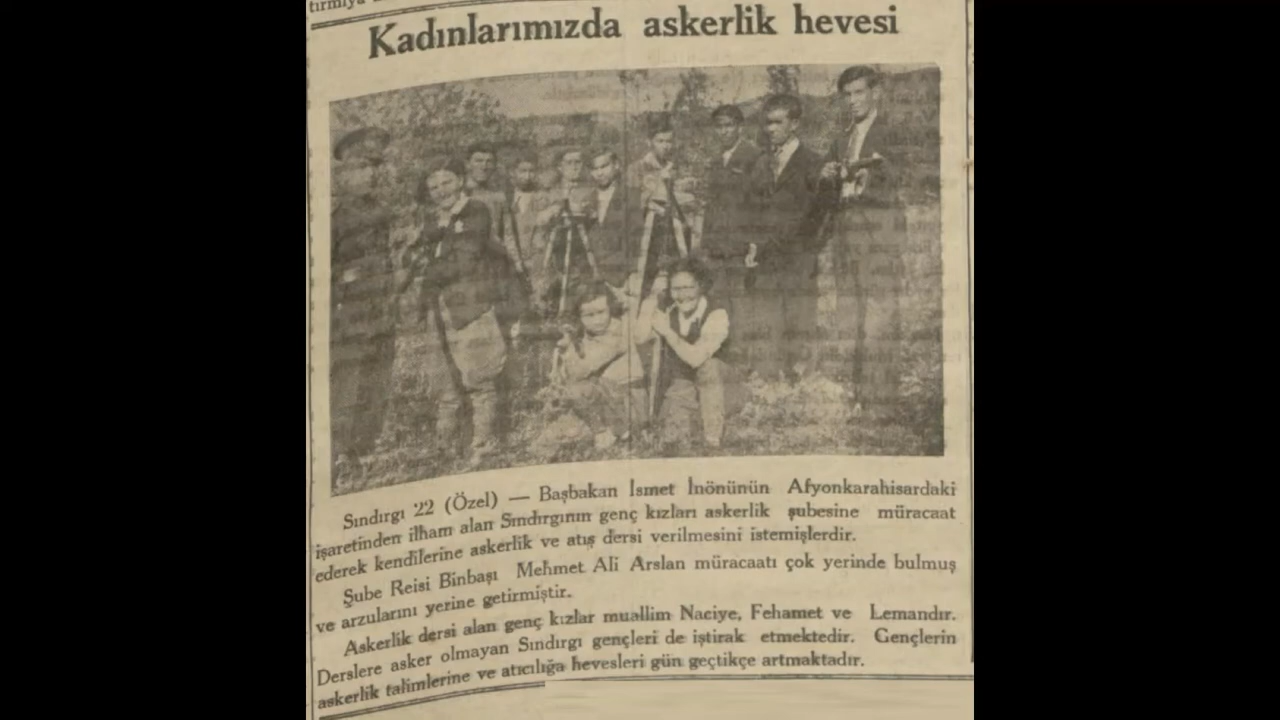 tırmıya
Kadınlarımızda askerlik hevesi
Sındırgı 22 (Özel) — Başbakan İsmet İnönünün Afyonkarahisardaki
işaretinden ilham alan Sındırgının genç kızları askerlik şubesine müracaat
ederek kendilerine askerlik ve atış dersi verilmesini istemişlerdir.
Şube Reisi Binbaşı Mehmet Ali Arslan müracaatı çok yerinde bulmuş
ve arzularını yerine getirmiştir.
Askerlik dersi alan genç kızlar muallim Naciye, Fehamet ve Lemandır.
Derslere asker olmayan Sındırgı gençleri de iştirak etmektedir. Gençlerin
askerlik talimlerine ve atıcılığa hevesleri gün geçtikçe artmaktadır.